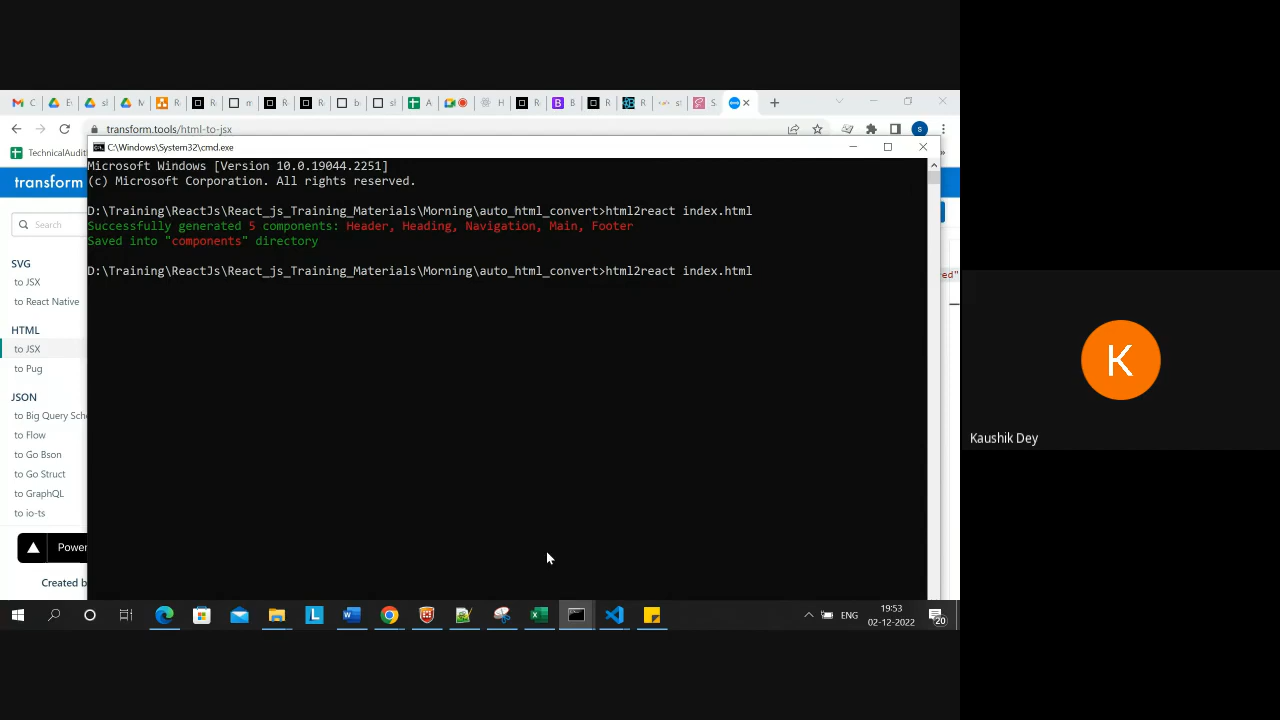 C
E
sl
M
R
R
m
R
R
b
sl
A
H
R
B
R
R
st
S
transform.tools/html-to-jsx
s
TechnicalAudit
»
C:\Windows\System32\cmd.exe
Microsoft Windows [Version 10.0.19044.2251]
(c) Microsoft Corporation. All rights reserved.
D:\Training\ReactJs\React_js_Training_Materials\Morning\auto_html_convert>html2react index.html
Successfully generated 5 components: Header, Heading, Navigation, Main, Footer
Saved into "components" directory
D:\Training\ReactJs\React_js_Training_Materials\Morning\auto_html_convert>html2react index.html
transform
Search
SVG
to JSX
to React Native
HTML
to JSX
to Pug
JSON
to Big Query Sche
to Flow
to Go Bson
to Go Struct
to GraphQL
to io-ts
Power
Created b
ed"
K
Kaushik Dey
L
ENG
19:53
02-12-2022
20